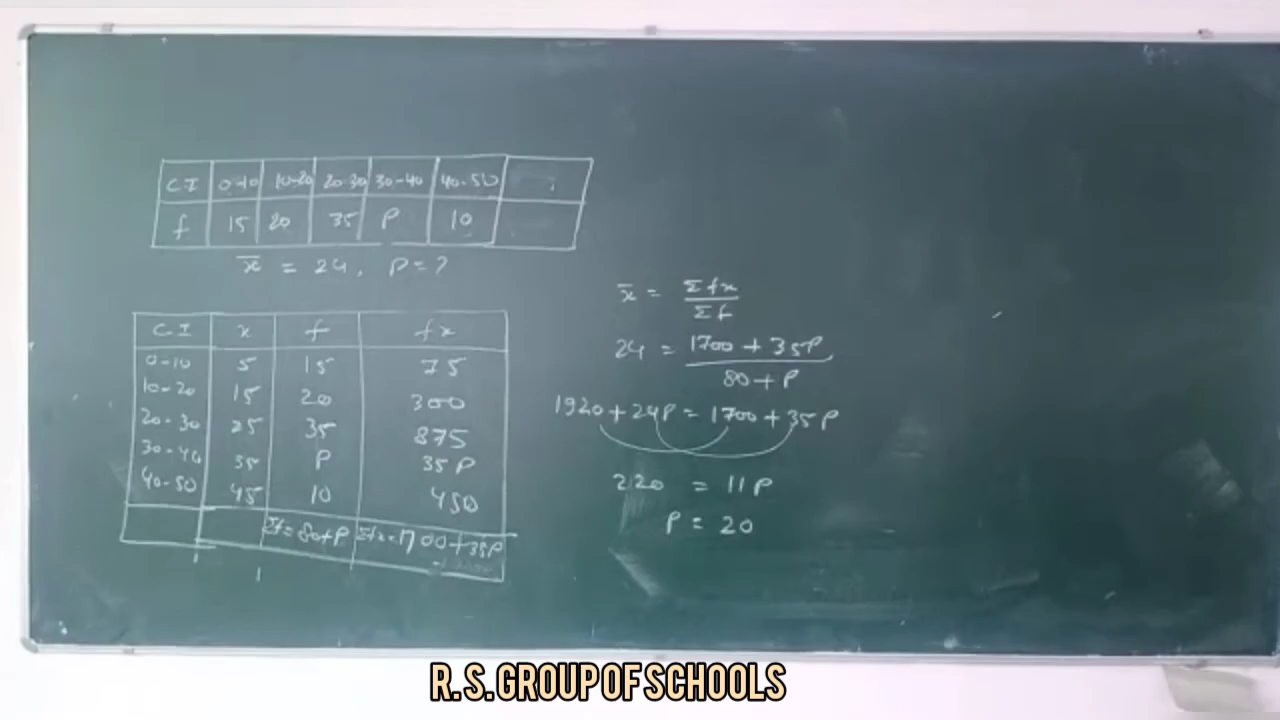 C I 0-10 10-20 20-30 30-40 40-50
f 15 20 35 P 10
x̄ = 24, P = ?
C I x f fx
0-10 5 15 75
10-20 15 20 300
20-30 25 35 875
30-40 35 P 35P
40-50 45 10 450
Σf = 80+P Σfx = 1700+35P
x̄ = Σfx / Σf
24 = 1700 + 35P / 80 + P
1920 + 24P = 1700 + 35P
220 = 11P
P = 20
R.S. GROUP OF SCHOOLS